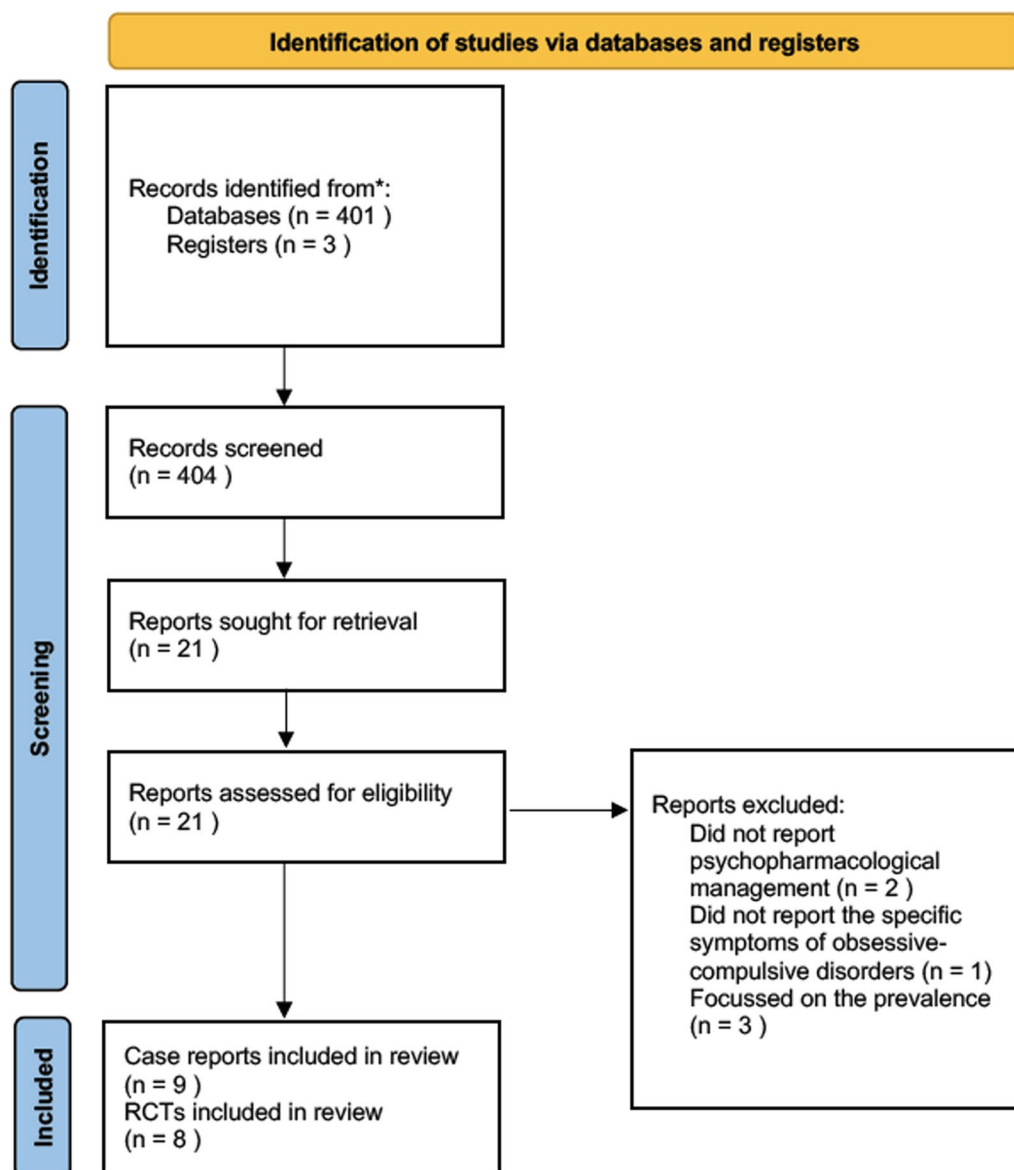 Identification of studies via databases and registers
Identification
Records identified from*:
Databases (n = 401 )
Registers (n = 3 )
Screening
Records screened
(n = 404 )
Reports sought for retrieval
(n = 21 )
Reports assessed for eligibility
(n = 21 )
Reports excluded:
Did not report
psychopharmacological
management (n = 2 )
Did not report the specific
symptoms of obsessive-
compulsive disorders (n = 1)
Focussed on the prevalence
(n = 3 )
Included
Case reports included in review
(n = 9 )
RCTs included in review
(n = 8 )